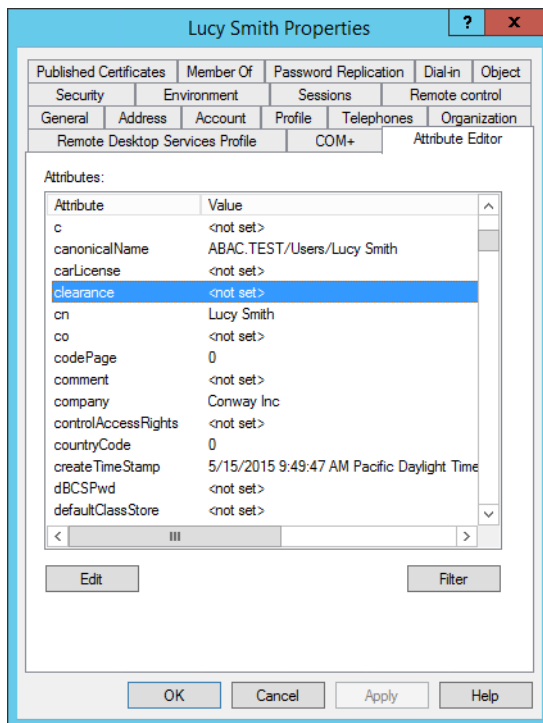 Lucy Smith Properties ? x
Published Certificates Member Of Password Replication Dial-in Object
Security Environment Sessions Remote control
General Address Account Profile Telephones Organization
Remote Desktop Services Profile COM+ Attribute Editor
Attributes:
Attribute Value
c <not set>
canonicalName ABAC.TEST/Users/Lucy Smith
carLicense <not set>
clearance <not set>
cn Lucy Smith
co <not set>
codePage 0
comment <not set>
company Conway Inc
controlAccessRights <not set>
countryCode 0
createTimeStamp 5/15/2015 9:49:47 AM Pacific Daylight Time
dBCSPwd <not set>
defaultClassStore <not set>
Edit Filter
OK Cancel Apply Help